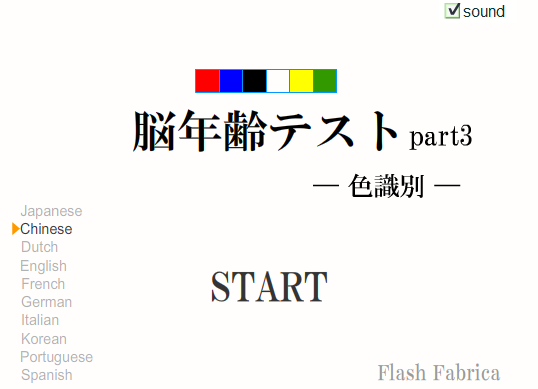 sound
脳年齢テスト part3
— 色識別 —
Japanese
Chinese
Dutch
English
French
German
Italian
Korean
Portuguese
Spanish
START
Flash Fabrica